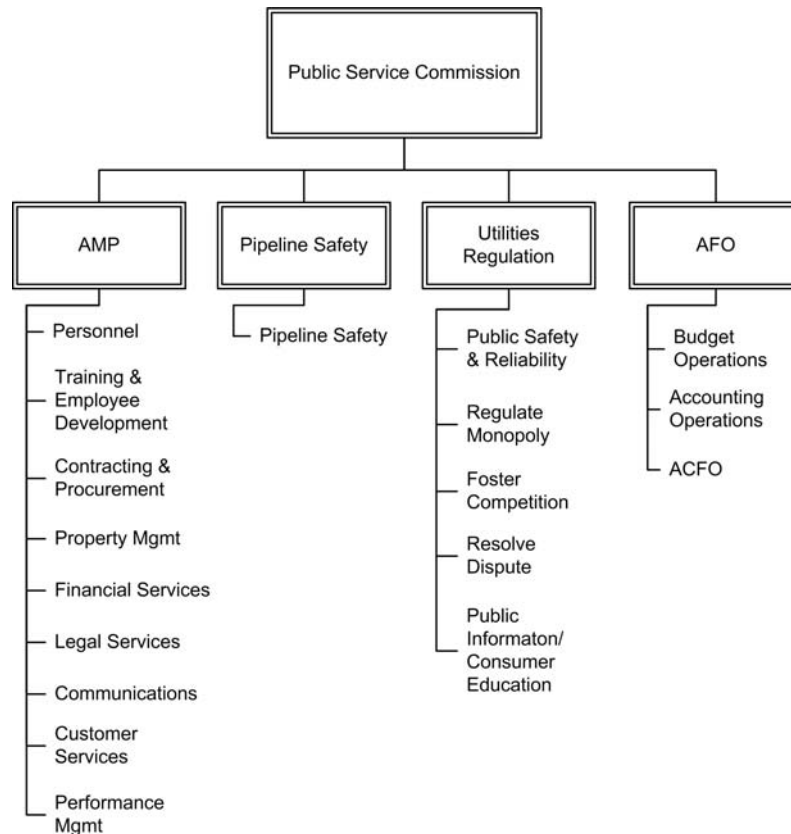 Public Service Commission
AMP
Pipeline Safety
Utilities
Regulation
AFO
Personnel
Training &
Employee
Development
Contracting &
Procurement
Property Mgmt
Financial Services
Legal Services
Communications
Customer
Services
Performance
Mgmt
Pipeline Safety
Public Safety
& Reliability
Regulate
Monopoly
Foster
Competition
Resolve
Dispute
Public
Informaton/
Consumer
Education
Budget
Operations
Accounting
Operations
ACFO